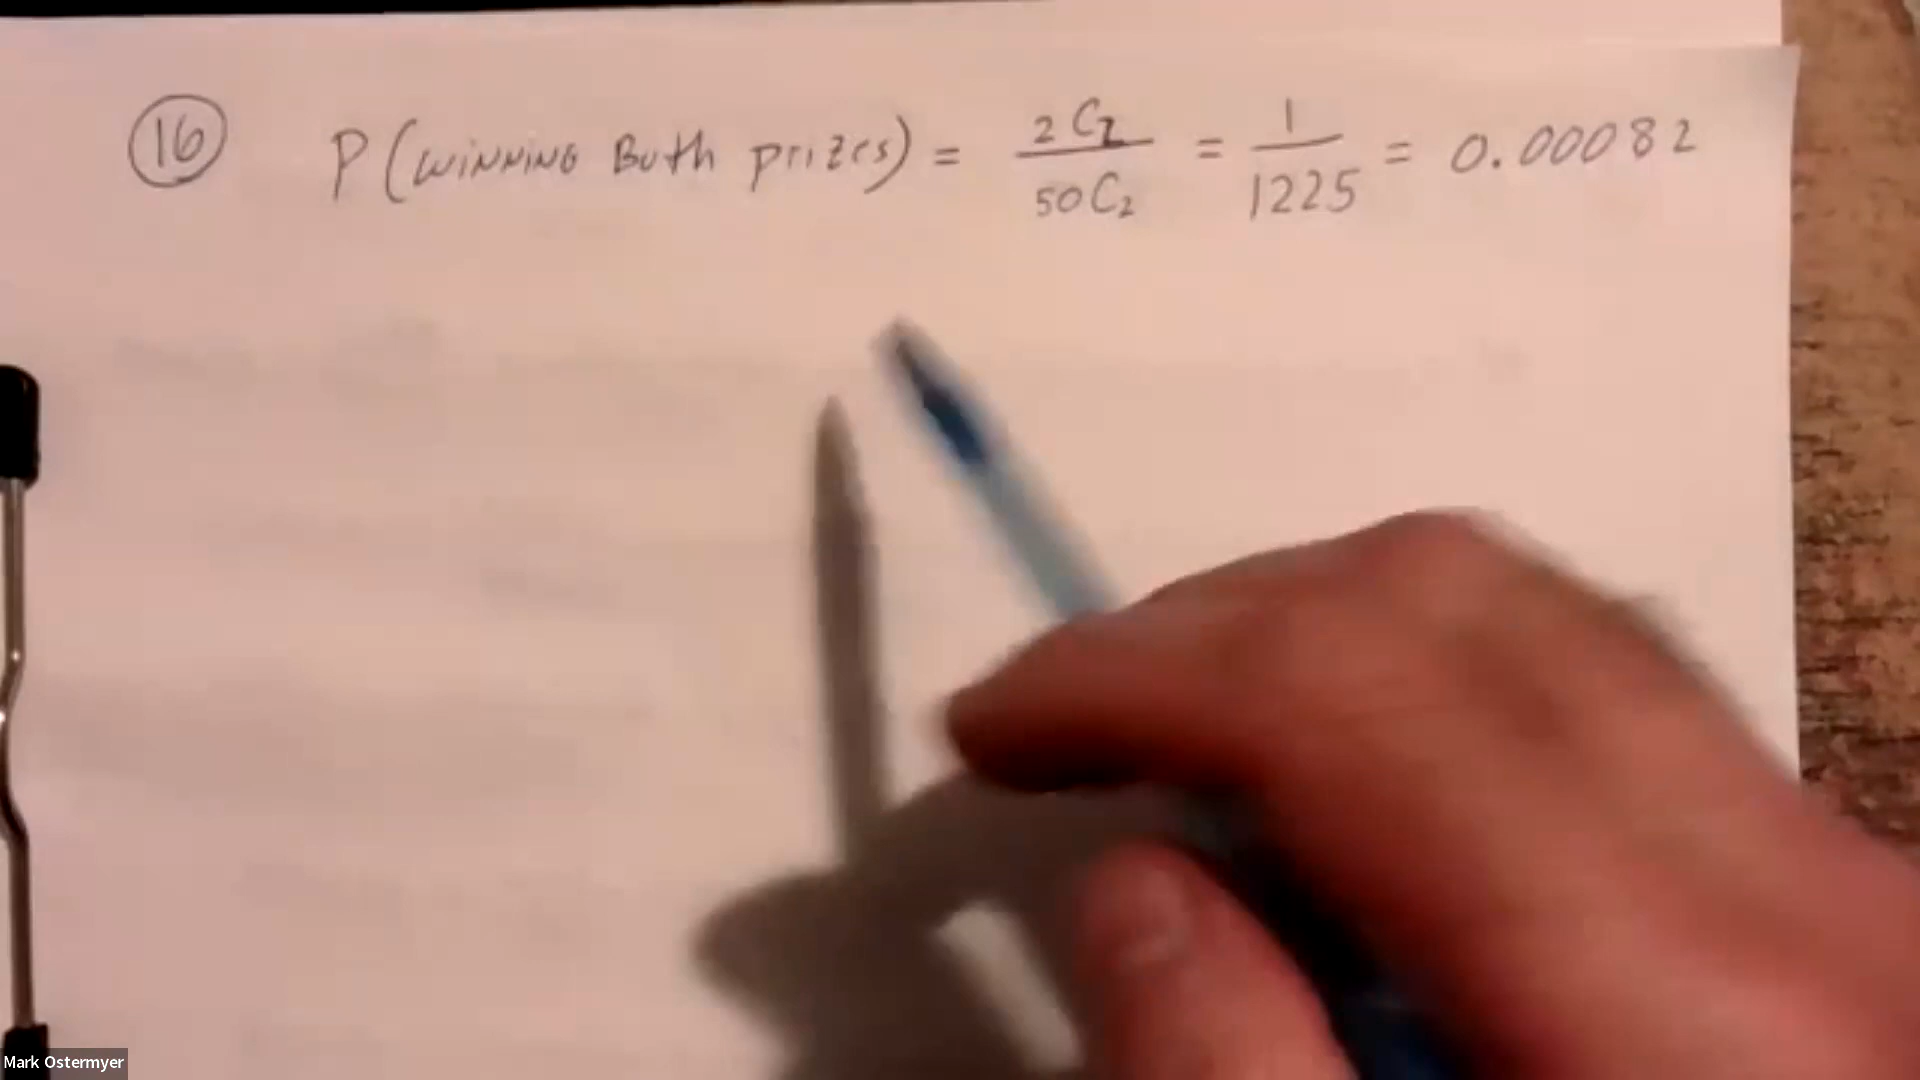 16 P (winning Both prizes) = 2C2/50C2 = 1/1225 = 0.00082
Mark Ostermyer